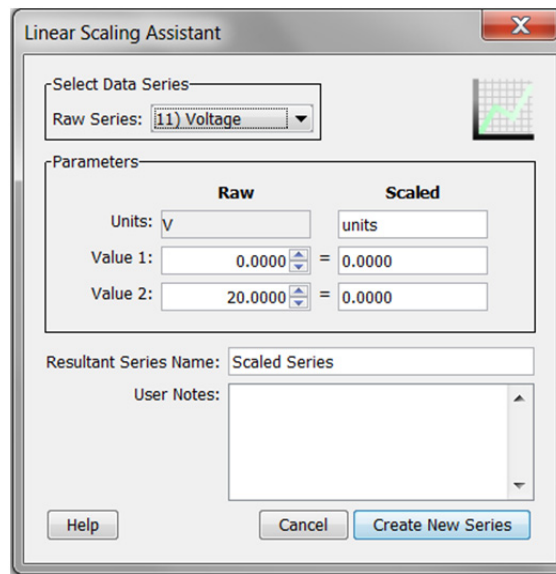 Linear Scaling Assistant
X
Select Data Series
Raw Series: 11) Voltage
Parameters
Raw Scaled
Units: V units
Value 1: 0.0000 = 0.0000
Value 2: 20.0000 = 0.0000
Resultant Series Name: Scaled Series
User Notes:
Help Cancel Create New Series